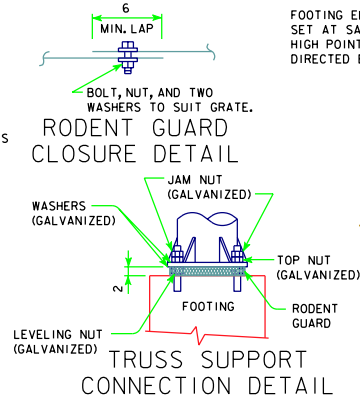 6
MIN. LAP
FOOTING E
SET AT SA
HIGH POINT
DIRECTED E
BOLT, NUT, AND TWO
WASHERS TO SUIT GRATE.
S
RODENT GUARD
CLOSURE DETAIL
JAM NUT
(GALVANIZED)
WASHERS
(GALVANIZED)
TOP NUT
(GALVANIZED)
2
FOOTING
RODENT
GUARD
LEVELING NUT
(GALVANIZED)
TRUSS SUPPORT
CONNECTION DETAIL